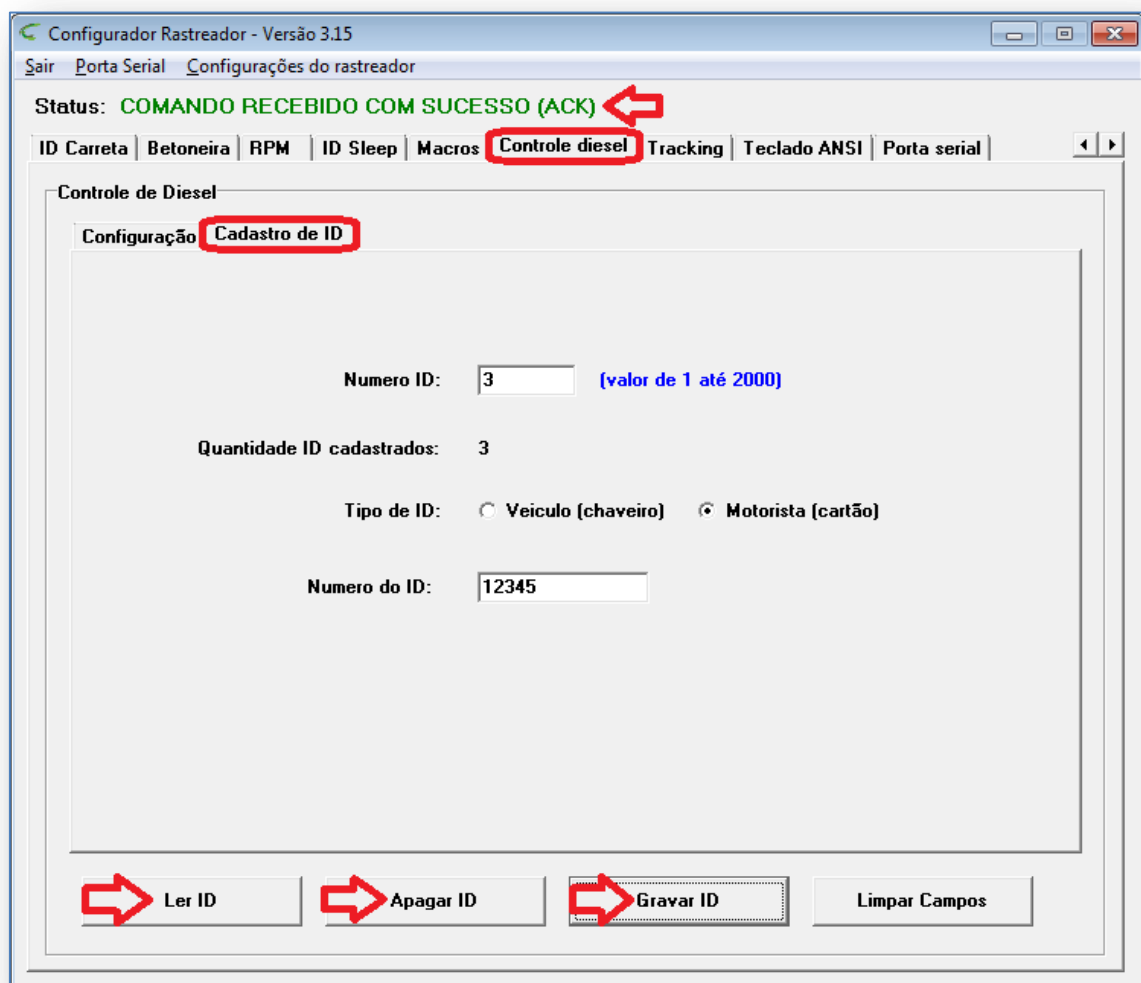 Configurador Rastreador - Versão 3.15
Sair Porta Serial Configurações do rastreador
Status: COMANDO RECEBIDO COM SUCESSO (ACK)
ID Carreta Betoneira RPM ID Sleep Macros Controle diesel Tracking Teclado ANSI Porta serial
Controle de Diesel
Configuração Cadastro de ID
Numero ID: 3 (valor de 1 até 2000)
Quantidade ID cadastrados: 3
Tipo de ID: Veiculo (chaveiro) Motorista (cartão)
Numero do ID: 12345
Ler ID Apagar ID Gravar ID Limpar Campos